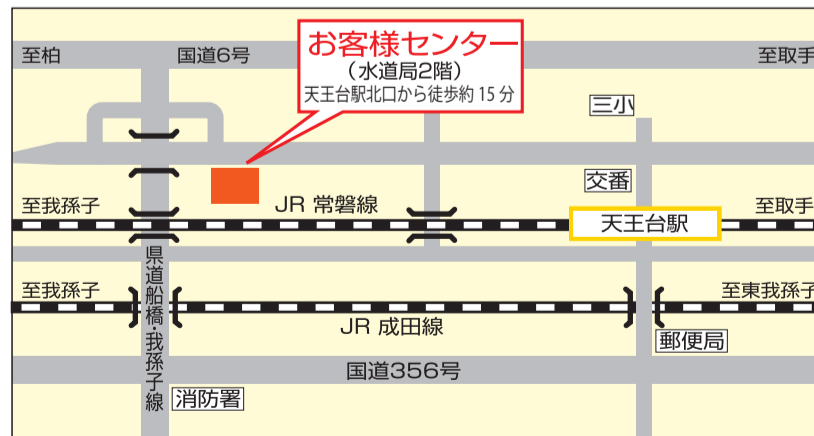 お客様センター
(水道局2階)
天王台駅北口から徒歩約15分
至柏
国道6号
至取手
三小
交番
至我孫子
JR 常磐線
天王台駅
至取手
県道船橋・我孫子線
至我孫子
至東我孫子
JR 成田線
郵便局
国道356号
消防署